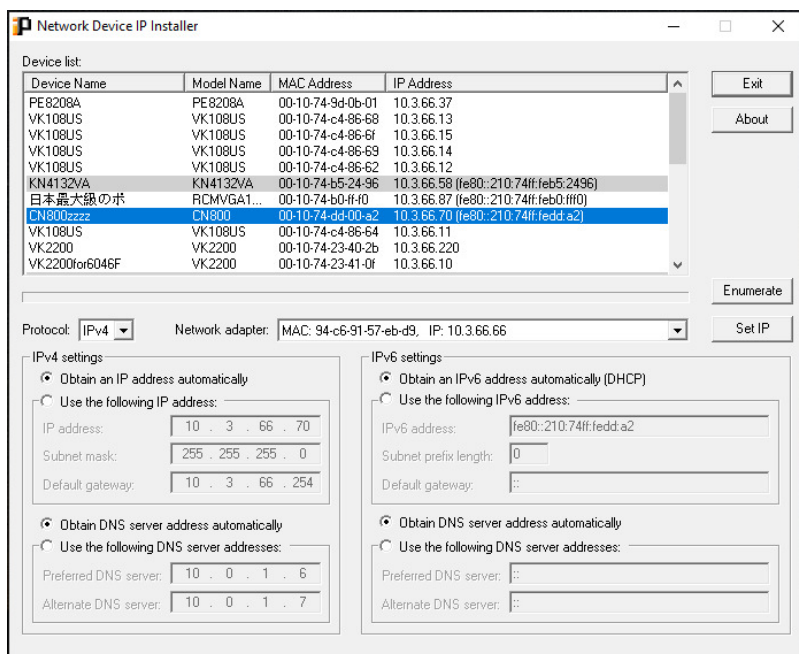 Network Device IP Installer
Device list:
Device Name Model Name MAC Address IP Address
PE8208A PE8208A 00-10-74-9d-0b-01 10.3.66.37
VK108US VK108US 00-10-74-c4-86-68 10.3.66.13
VK108US VK108US 00-10-74-c4-86-6f 10.3.66.15
VK108US VK108US 00-10-74-c4-86-69 10.3.66.14
VK108US VK108US 00-10-74-c4-86-62 10.3.66.12
KN4132VA KN4132VA 00-10-74-b5-24-96 10.3.66.58 (fe80::210:74ff:feb5:2496)
日本最大級のポ RCMVGA1... 00-10-74-b0-ff-f0 10.3.66.87 (fe80::210:74ff:feb0:fff0)
CN800zzzz CN800 00-10-74-dd-00-a2 10.3.66.70 (fe80::210:74ff:fedd:a2)
VK108US VK108US 00-10-74-c4-86-64 10.3.66.11
VK2200 VK2200 00-10-74-23-40-2b 10.3.66.220
VK2200for6046F VK2200 00-10-74-23-41-0f 10.3.66.10
Exit
About
Enumerate
Protocol: IPv4 Network adapter: MAC: 94-c6-91-57-eb-d9, IP: 10.3.66.66 Set IP
IPv4 settings
Obtain an IP address automatically
Use the following IP address:
IP address: 10 . 3 . 66 . 70
Subnet mask: 255 . 255 . 255 . 0
Default gateway: 10 . 3 . 66 . 254
Obtain DNS server address automatically
Use the following DNS server addresses:
Preferred DNS server: 10 . 0 . 1 . 6
Alternate DNS server: 10 . 0 . 1 . 7
IPv6 settings
Obtain an IPv6 address automatically (DHCP)
Use the following IPv6 address:
IPv6 address: fe80::210:74ff:fedd:a2
Subnet prefix length: 0
Default gateway: ::
Obtain DNS server address automatically
Use the following DNS server addresses:
Preferred DNS server: ::
Alternate DNS server: ::